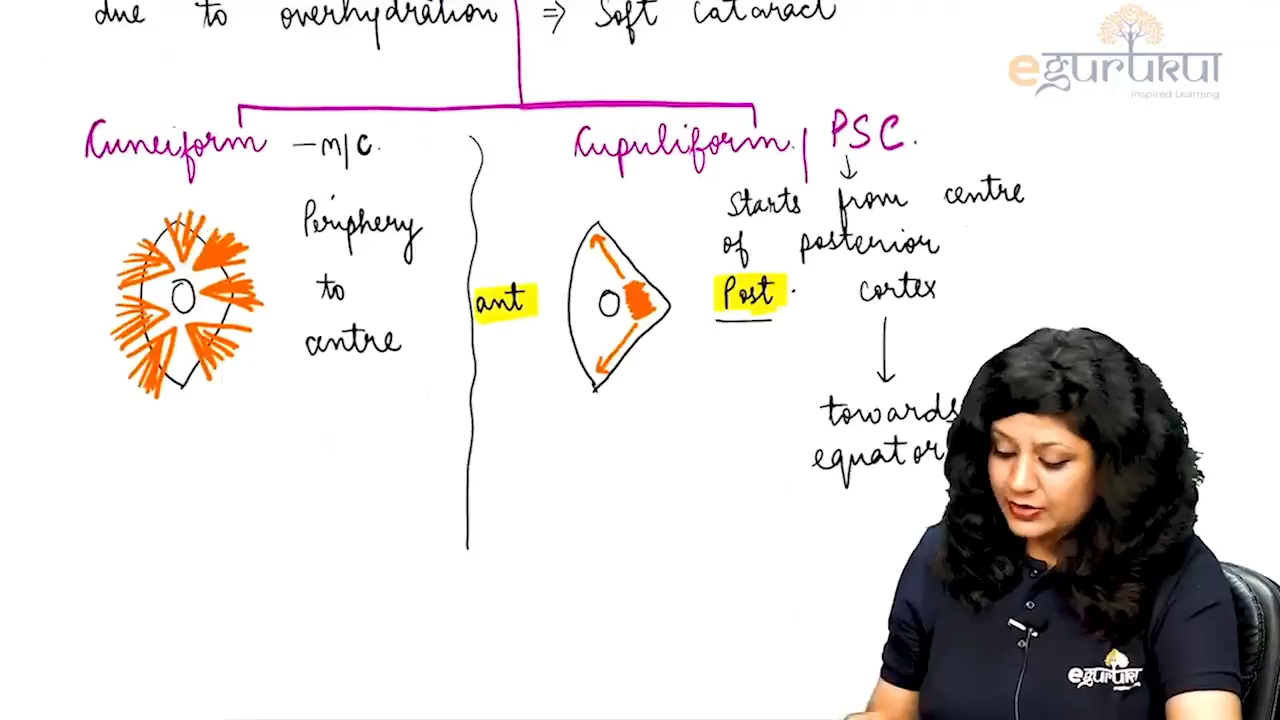 due to overhydration ⇒ Soft cataract
egurukul
Inspired Learning
Cuneiform – M/C.
Periphery
to
centre
Cupuliform / PSC.
Starts from centre
of posterior
cortex
ant
Post.
towards
equator
egurukul